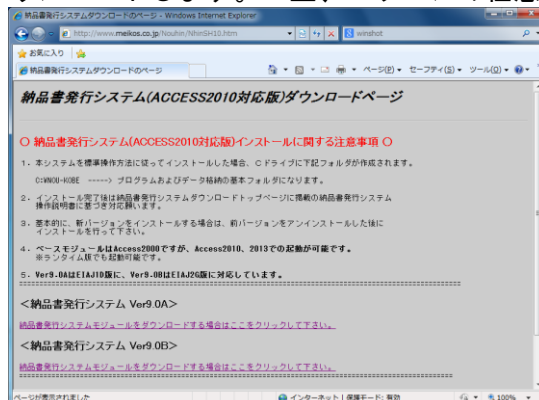 納品書発行システムダウンロードのページ - Windows Internet Explorer
http://www.meikos.co.jp/Nouhin/NhinSH10.htm
winshot
お気に入り
納品書発行システムダウンロードのページ
ページ(P) セーフティ(S) ツール(O)
納品書発行システム(ACCESS2010対応版)ダウンロードページ
○ 納品書発行システム(ACCESS2010対応版)インストールに関する注意事項 ○
1. 本システムを標準操作方法に従ってインストールした場合、Cドライブに下記フォルダが作成されます。
C:\NOU-KOBE -----> プログラムおよびデータ格納の基本フォルダになります。
2. インストール完了後は納品書発行システムダウンロードトップページに掲載の納品書発行システム
操作説明書に基づき対応願います。
3. 基本的に、新バージョンをインストールする場合は、前バージョンをアンインストールした後に
インストールを行って下さい。
4. ベースモジュールはAccess2000ですが、Access2010、2013での起動が可能です。
※ランタイム版でも起動可能です。
5. Ver9.0AはEIAJ1D版に、Ver9.0BはEIAJ2G版に対応しています。
<納品書発行システム Ver9.0A>
納品書発行システムモジュールをダウンロードする場合はここをクリックして下さい。
<納品書発行システム Ver9.0B>
納品書発行システムモジュールをダウンロードする場合はここをクリックして下さい。
ページが表示されました
インターネット | 保護モード: 無効
100%